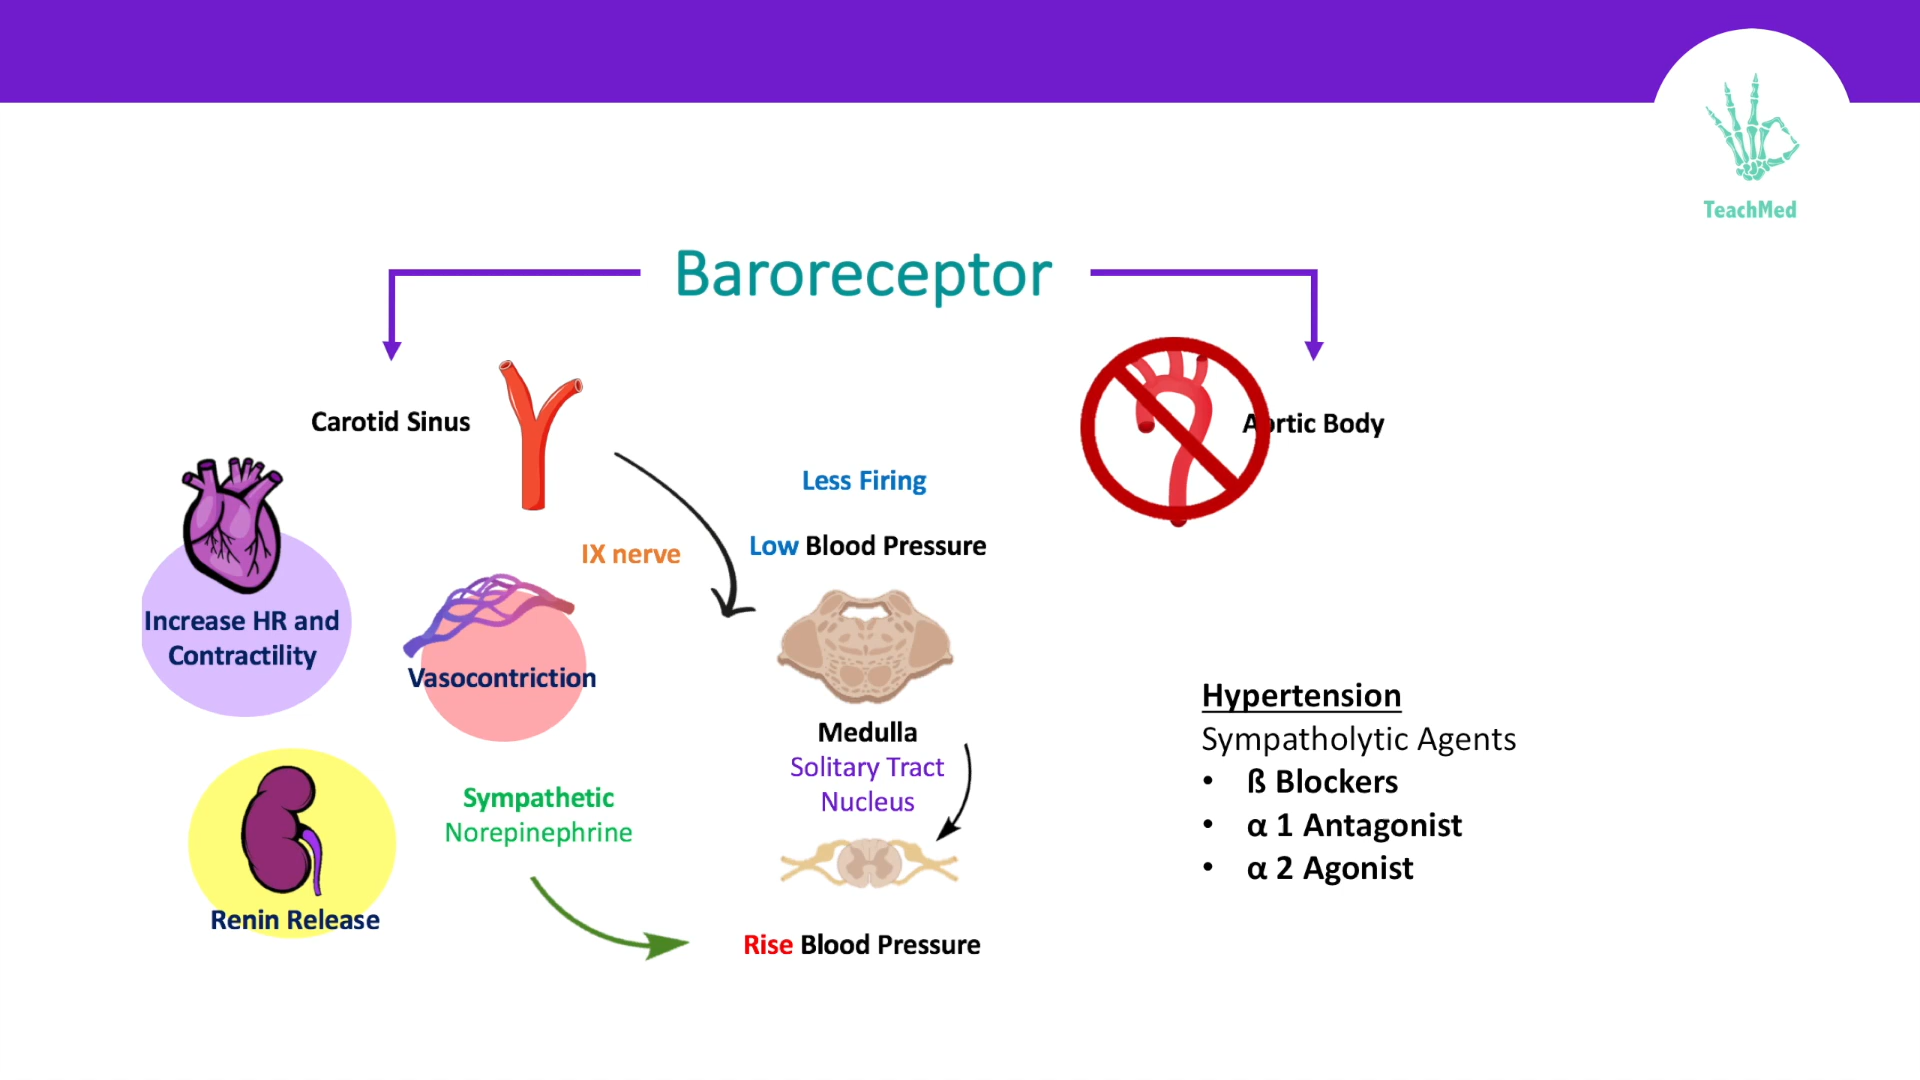 TeachMed
Baroreceptor
Carotid Sinus
Aortic Body
Less Firing
IX nerve
Low Blood Pressure
Increase HR and
Contractility
Vasocontriction
Medulla
Solitary Tract
Nucleus
Sympathetic
Norepinephrine
Renin Release
Rise Blood Pressure
Hypertension
Sympatholytic Agents
• ß Blockers
• α 1 Antagonist
• α 2 Agonist